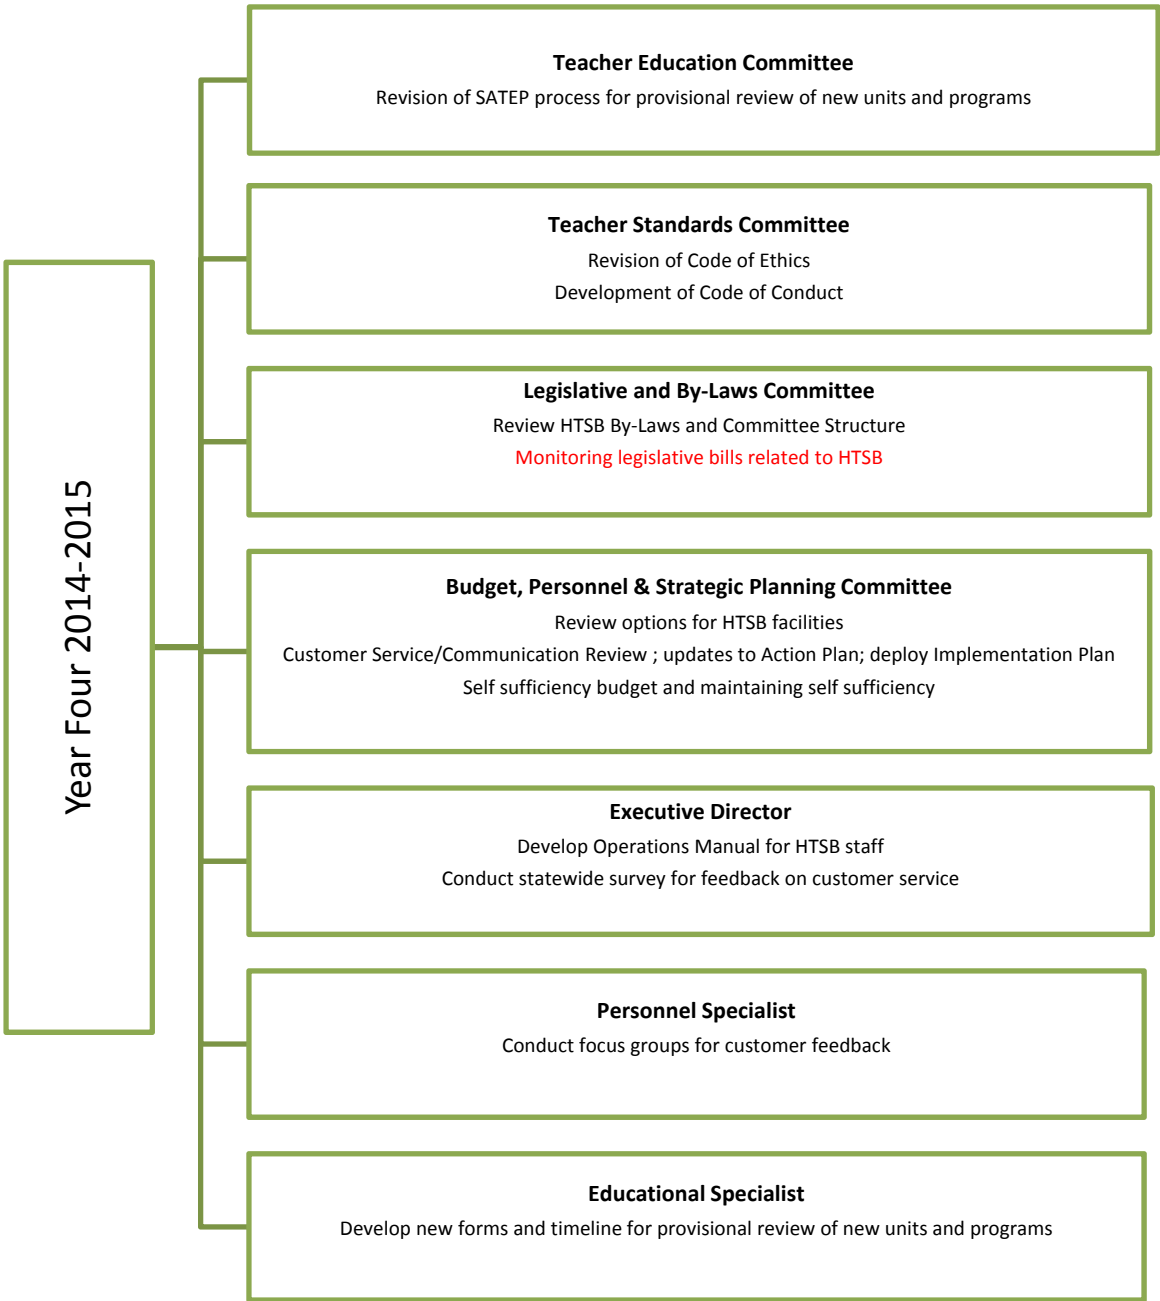 Year Four 2014-2015
Teacher Education Committee
Revision of SATEP process for provisional review of new units and programs
Teacher Standards Committee
Revision of Code of Ethics
Development of Code of Conduct
Legislative and By-Laws Committee
Review HTSB By-Laws and Committee Structure
Monitoring legislative bills related to HTSB
Budget, Personnel & Strategic Planning Committee
Review options for HTSB facilities
Customer Service/Communication Review ; updates to Action Plan; deploy Implementation Plan
Self sufficiency budget and maintaining self sufficiency
Executive Director
Develop Operations Manual for HTSB staff
Conduct statewide survey for feedback on customer service
Personnel Specialist
Conduct focus groups for customer feedback
Educational Specialist
Develop new forms and timeline for provisional review of new units and programs